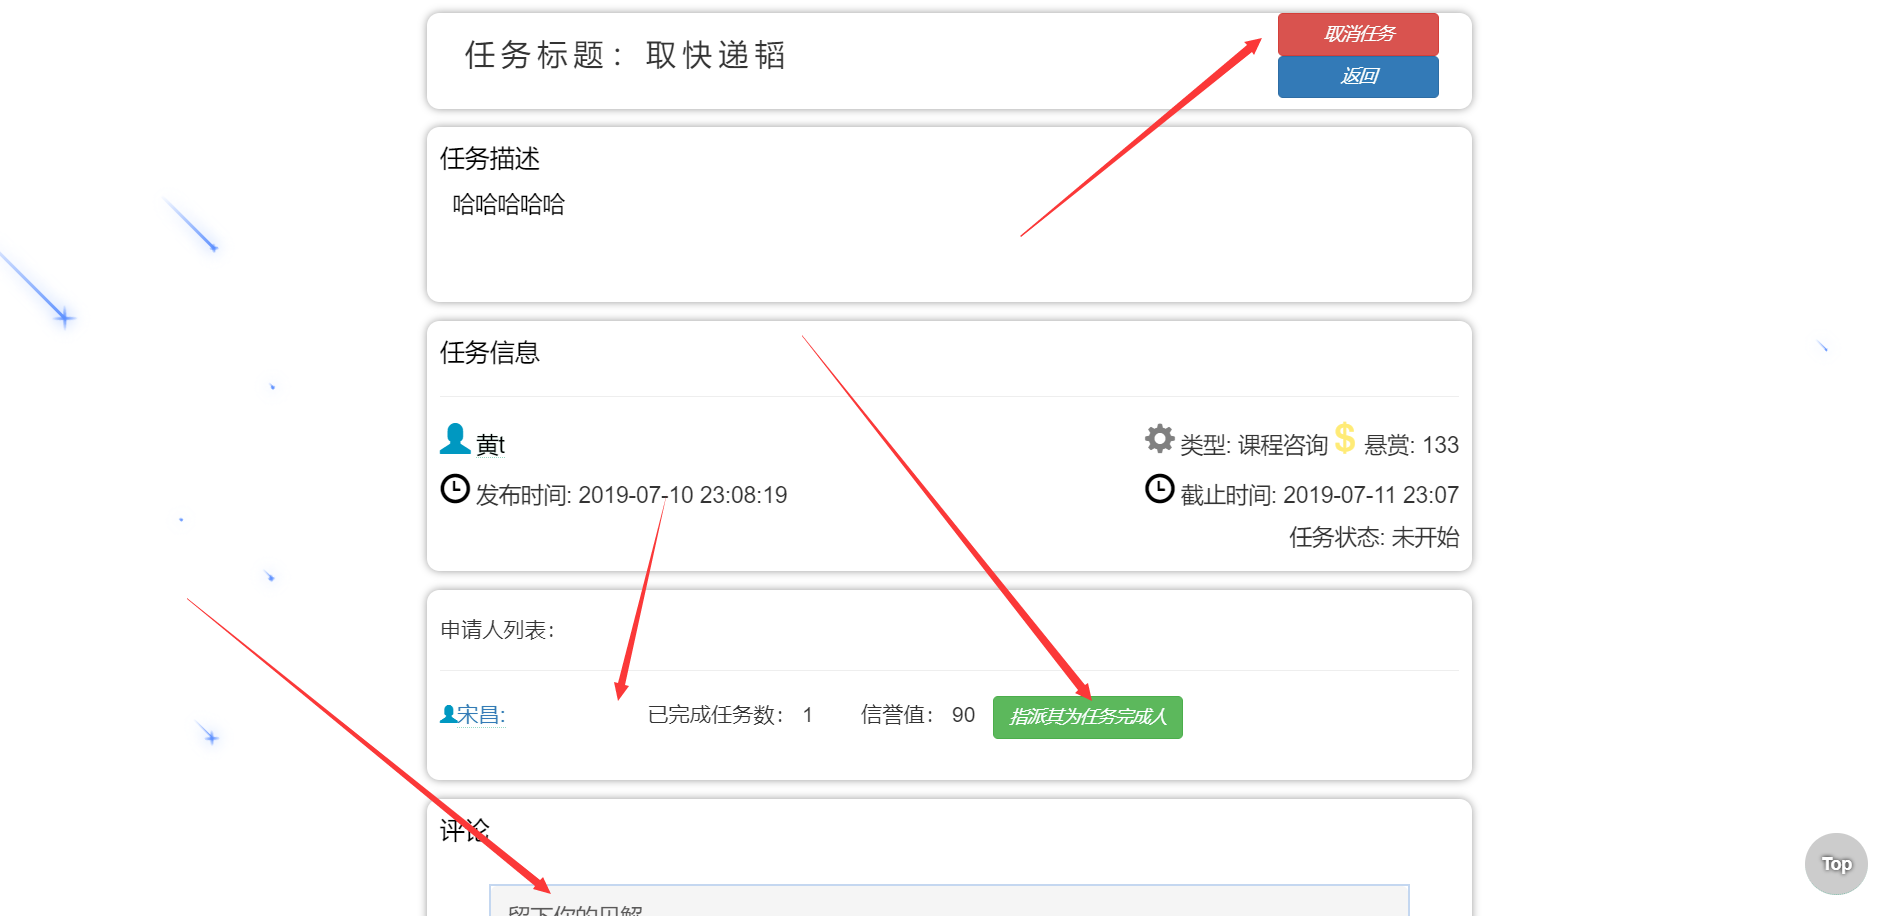 任务标题：取快递韬
取消任务
返回
任务描述
哈哈哈哈哈
任务信息
黄t
类型: 课程咨询 $ 悬赏: 133
发布时间: 2019-07-10 23:08:19
截止时间: 2019-07-11 23:07
任务状态: 未开始
申请人列表：
宋昌: 已完成任务数： 1 信誉值： 90 指派其为任务完成人
评论
留下你的见解
Top